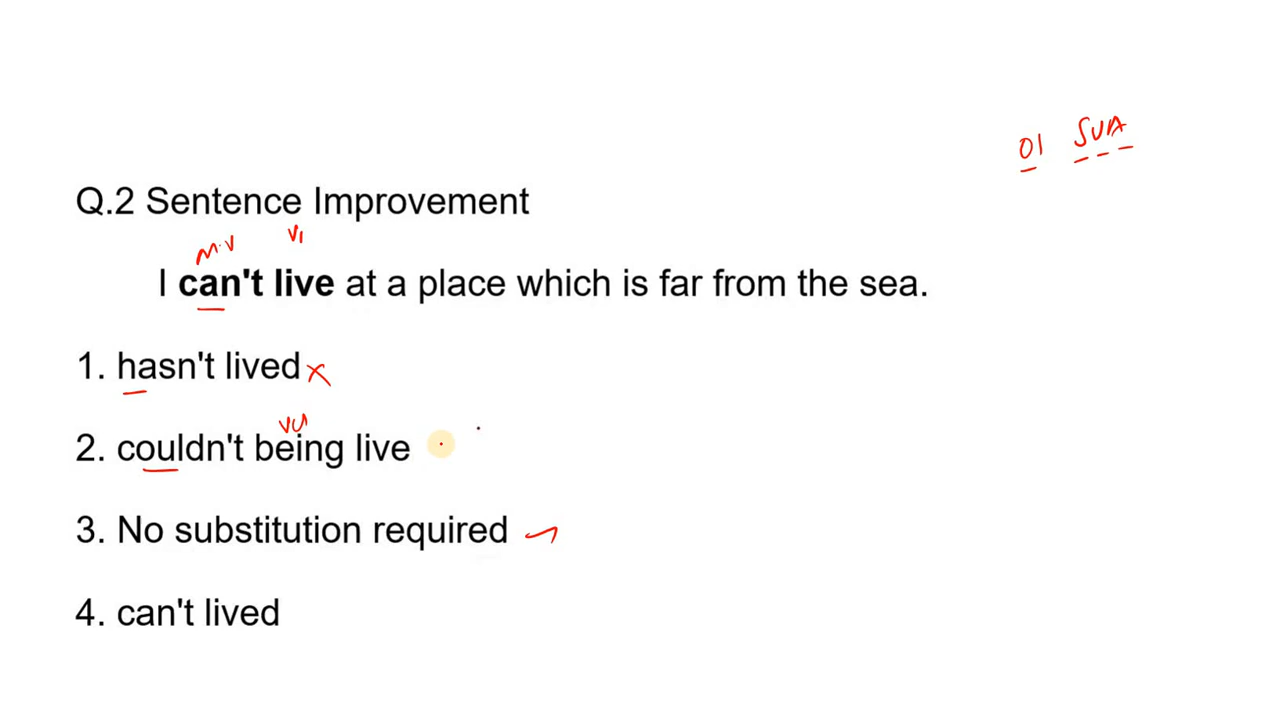 01 SVA
Q.2 Sentence Improvement
M.V V1
I can't live at a place which is far from the sea.
1. hasn't lived x
V4
2. couldn't being live
3. No substitution required
4. can't lived